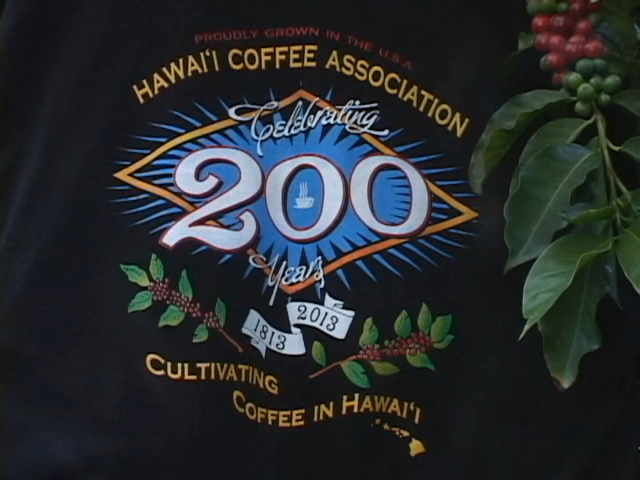 PROUDLY GROWN IN THE U.S.A.
HAWAI'I COFFEE ASSOCIATION
Celebrating
200
Years
1813 2013
CULTIVATING
COFFEE IN HAWAI'I